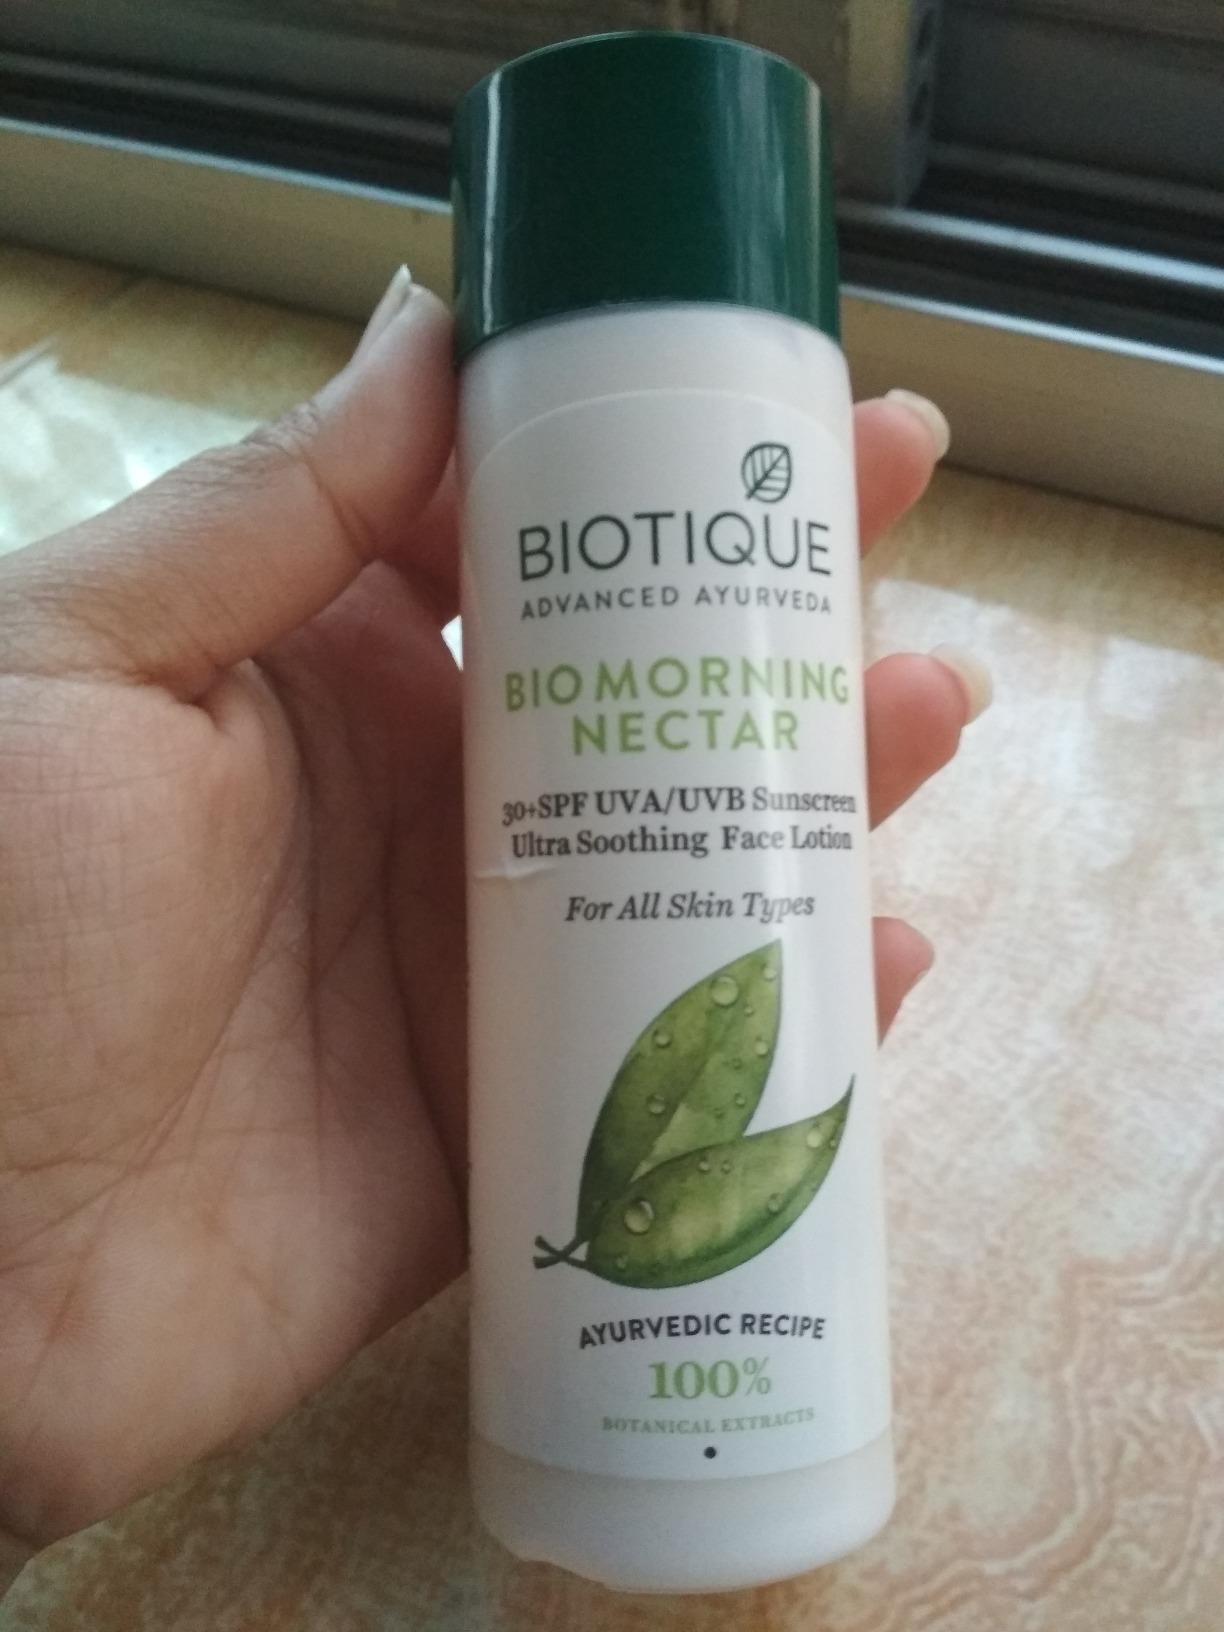 BIOTIQUE
ADVANCED AYURVEDA
BIO MORNING
NECTAR
30+SPF UVA/UVB Sunscreen
Ultra Soothing Face Lotion
For All Skin Types
AYURVEDIC RECIPE
100%
BOTANICAL EXTRACTS